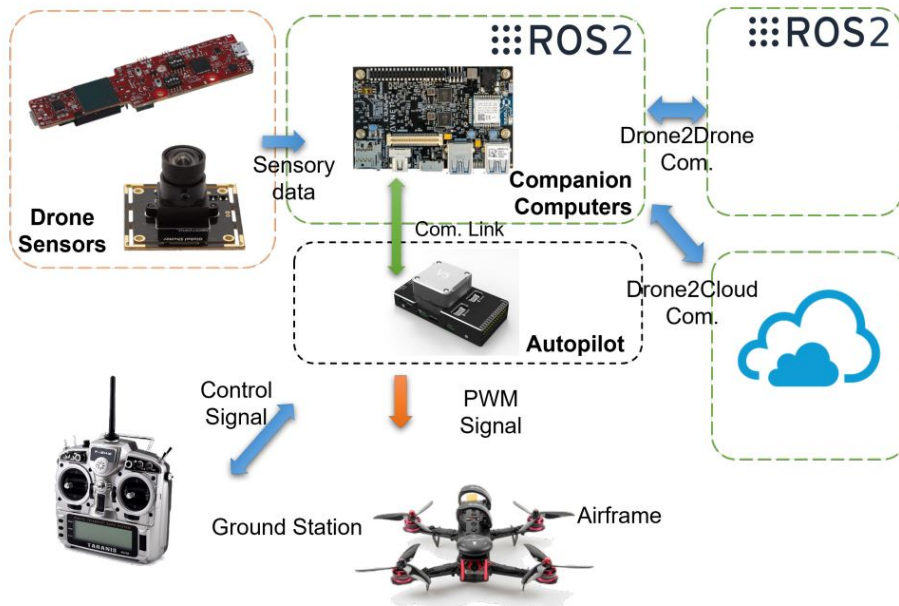 ROS2
ROS2
Drone
Sensors
Sensory
data
Companion
Computers
Drone2Drone
Com.
Com. Link
V5
Autopilot
Drone2Cloud
Com.
Control
Signal
PWM
Signal
Ground Station
Airframe
TARANIS